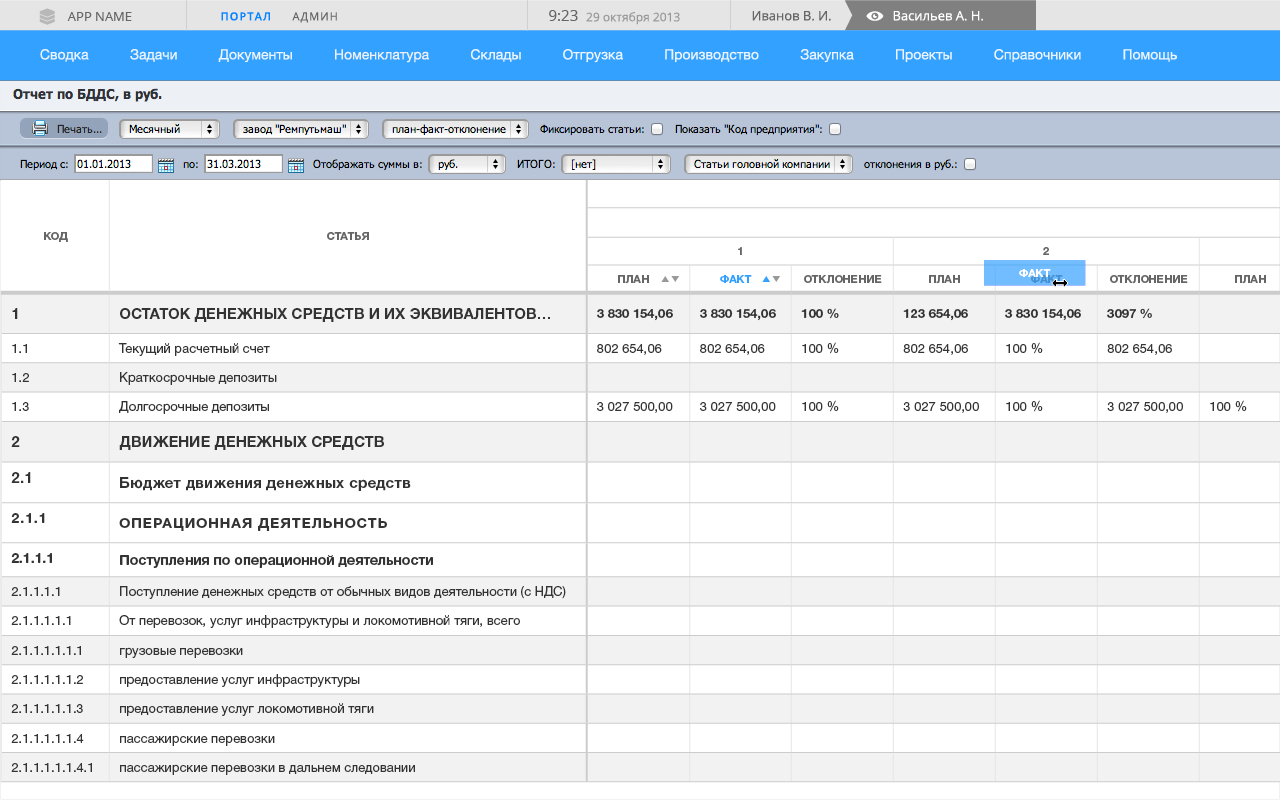 APP NAME ПОРТАЛ АДМИН 9:23 29 октября 2013 Иванов В. И. Васильев А. Н.
Сводка Задачи Документы Номенклатура Склады Отгрузка Производство Закупка Проекты Справочники Помощь
Отчет по БДДС, в руб.
Печать... Месячный завод "Ремпутьмаш" план-факт-отклонение Фиксировать статьи: Показать "Код предприятия":
Период с: 01.01.2013 по: 31.03.2013 Отображать суммы в: руб. ИТОГО: [нет] Статьи головной компании отклонения в руб.:
КОД СТАТЬЯ
1 2
ПЛАН ФАКТ ОТКЛОНЕНИЕ ПЛАН ФАКТ ОТКЛОНЕНИЕ ПЛАН
1 ОСТАТОК ДЕНЕЖНЫХ СРЕДСТВ И ИХ ЭКВИВАЛЕНТОВ... 3 830 154,06 3 830 154,06 100 % 123 654,06 3 830 154,06 3097 %
1.1 Текущий расчетный счет 802 654,06 802 654,06 100 % 802 654,06 100 % 802 654,06
1.2 Краткосрочные депозиты
1.3 Долгосрочные депозиты 3 027 500,00 3 027 500,00 100 % 3 027 500,00 100 % 3 027 500,00 100 %
2 ДВИЖЕНИЕ ДЕНЕЖНЫХ СРЕДСТВ
2.1 Бюджет движения денежных средств
2.1.1 ОПЕРАЦИОННАЯ ДЕЯТЕЛЬНОСТЬ
2.1.1.1 Поступления по операционной деятельности
2.1.1.1.1 Поступление денежных средств от обычных видов деятельности (с НДС)
2.1.1.1.1.1 От перевозок, услуг инфраструктуры и локомотивной тяги, всего
2.1.1.1.1.1.1 грузовые перевозки
2.1.1.1.1.1.2 предоставление услуг инфраструктуры
2.1.1.1.1.1.3 предоставление услуг локомотивной тяги
2.1.1.1.1.1.4 пассажирские перевозки
2.1.1.1.1.1.4.1 пассажирские перевозки в дальнем следовании